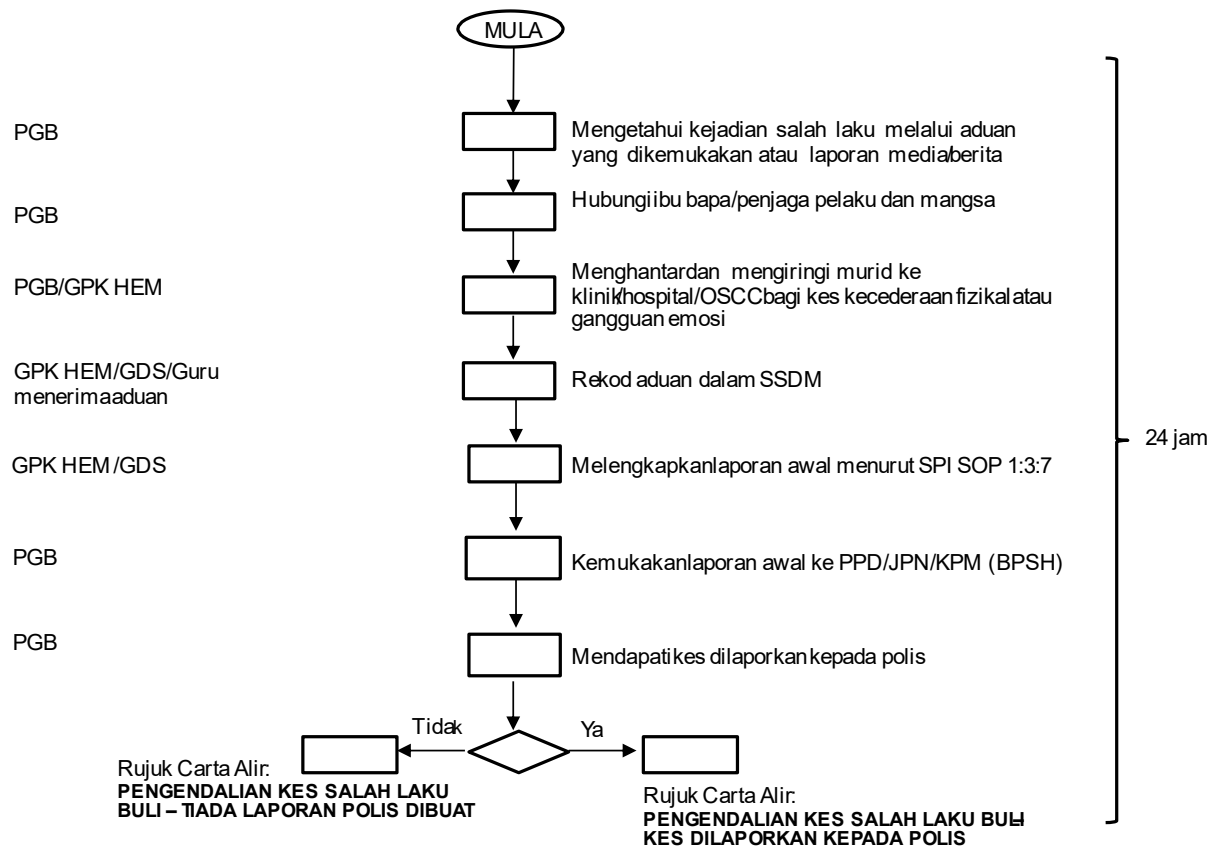 MULA
PGB
Mengetahui kejadian salah laku melalui aduan
yang dikemukakan atau laporan media/berita
PGB
Hubungi ibu bapa/penjaga pelaku dan mangsa
PGB/GPK HEM
Menghantar dan mengiringi murid ke
klinik/hospital/OSCC bagi kes kecederaan fizikal atau
gangguan emosi
GPK HEM/GDS/Guru
menerima aduan
Rekod aduan dalam SSDM
GPK HEM/GDS
Melengkapkan laporan awal menurut SPI SOP 1:3:7
24 jam
PGB
Kemukakan laporan awal ke PPD/JPN/KPM (BPSH)
PGB
Mendapati kes dilaporkan kepada polis
Tidak
Ya
Rujuk Carta Alir:
PENGENDALIAN KES SALAH LAKU
BULI – TIADA LAPORAN POLIS DIBUAT
Rujuk Carta Alir:
PENGENDALIAN KES SALAH LAKU BULI-
KES DILAPORKAN KEPADA POLIS